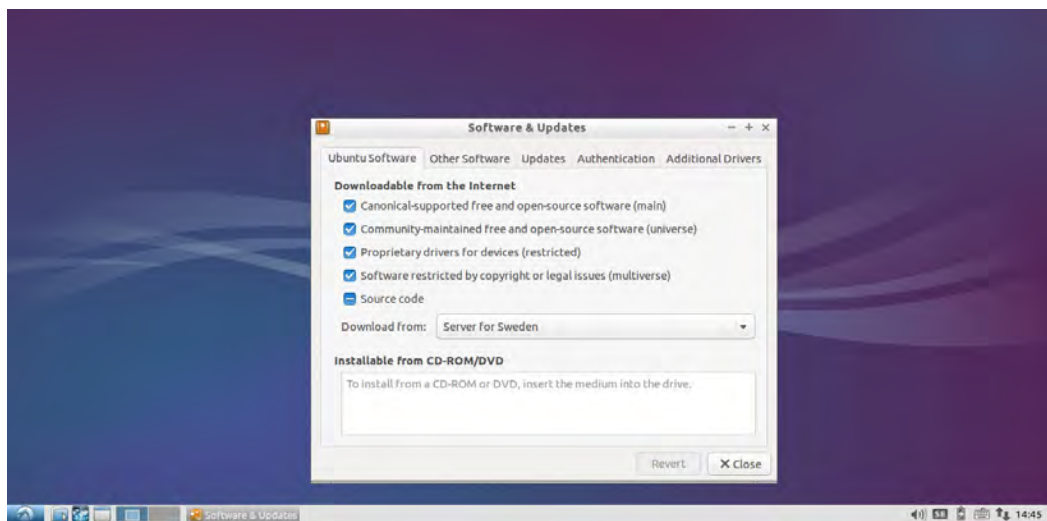 Software & Updates
Ubuntu Software Other Software Updates Authentication Additional Drivers
Downloadable from the Internet
Canonical-supported free and open-source software (main)
Community-maintained free and open-source software (universe)
Proprietary drivers for devices (restricted)
Software restricted by copyright or legal issues (multiverse)
Source code
Download from: Server for Sweden
Installable from CD-ROM/DVD
To install from a CD-ROM or DVD, insert the medium into the drive.
Revert Close
Software & Updates 14:45